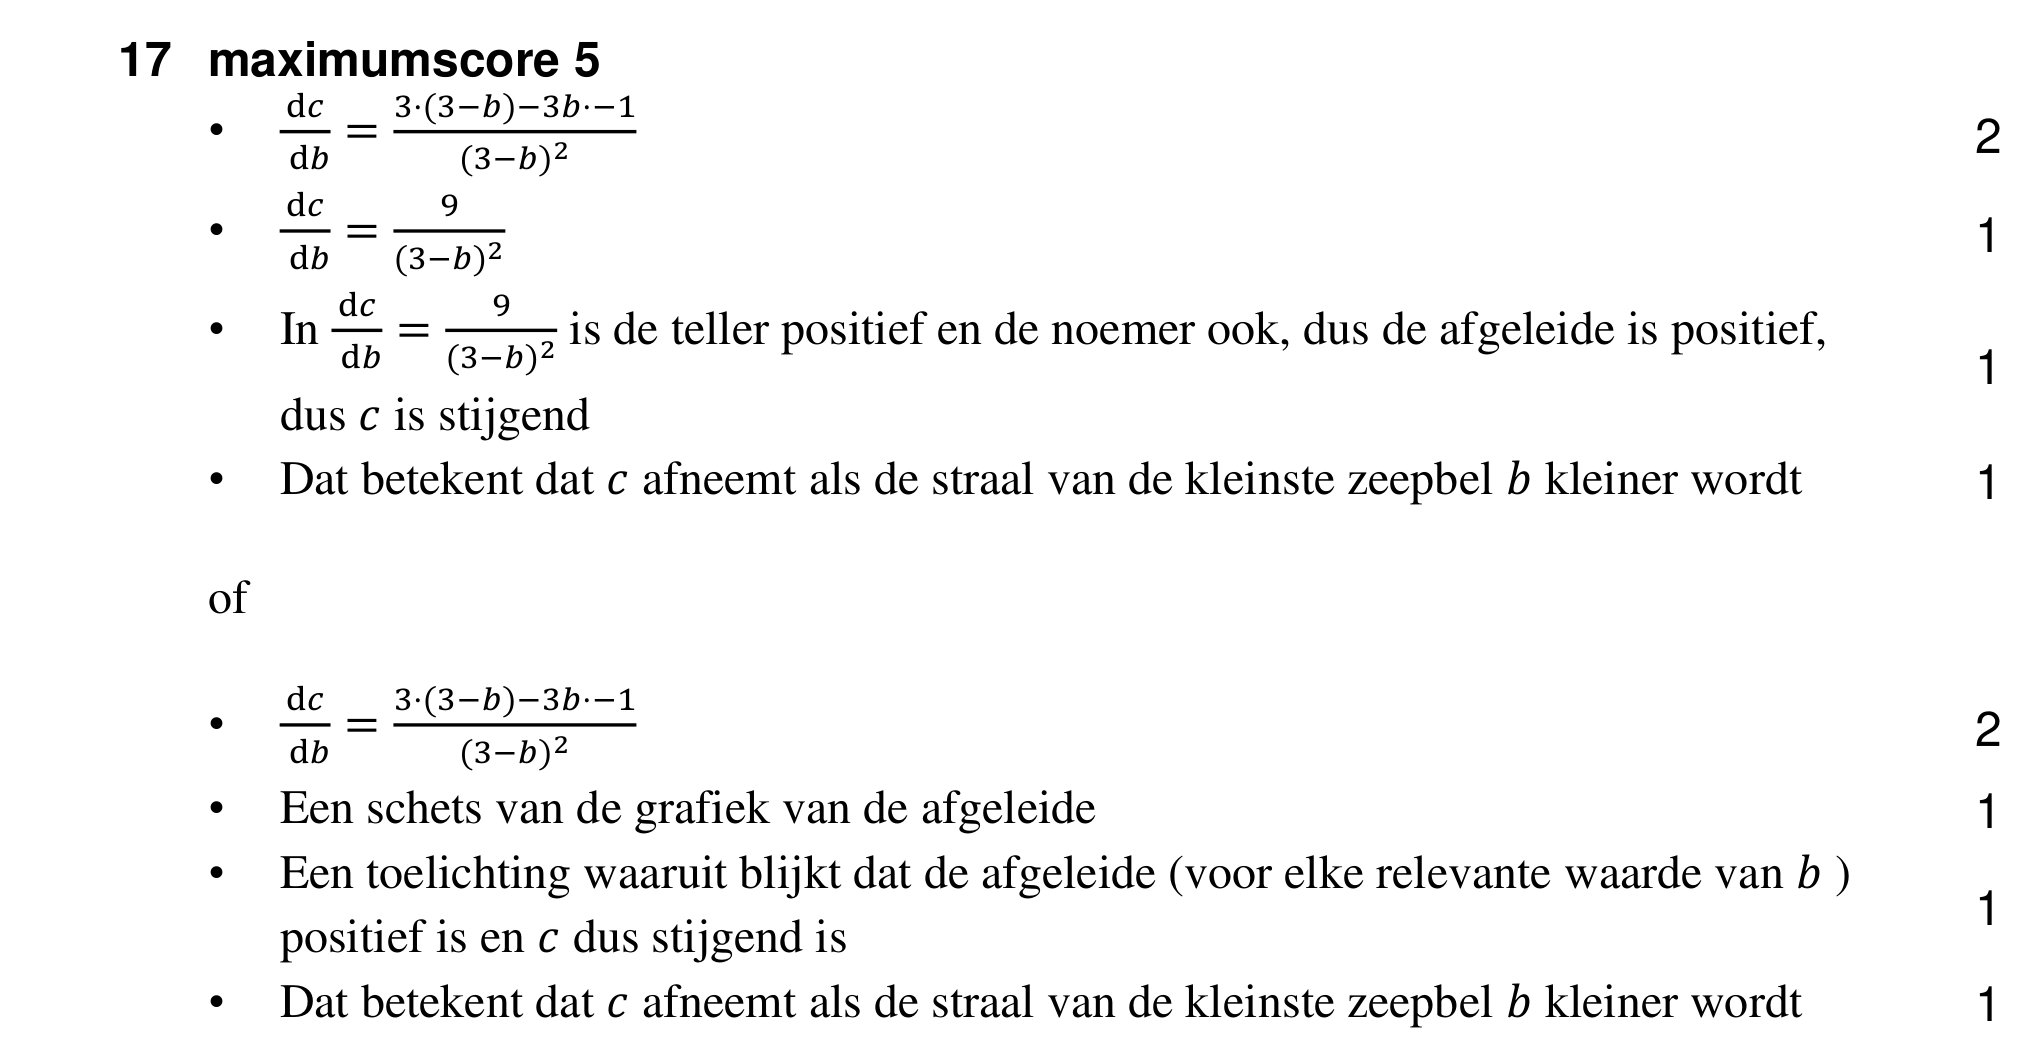 17 maximumscore 5
• dc/db = (3·(3−b)−3b·−1)/(3−b)² 2
• dc/db = 9/(3−b)² 1
• In dc/db = 9/(3−b)² is de teller positief en de noemer ook, dus de afgeleide is positief,
dus c is stijgend 1
• Dat betekent dat c afneemt als de straal van de kleinste zeepbel b kleiner wordt 1
of
• dc/db = (3·(3−b)−3b·−1)/(3−b)² 2
• Een schets van de grafiek van de afgeleide 1
• Een toelichting waaruit blijkt dat de afgeleide (voor elke relevante waarde van b )
positief is en c dus stijgend is 1
• Dat betekent dat c afneemt als de straal van de kleinste zeepbel b kleiner wordt 1